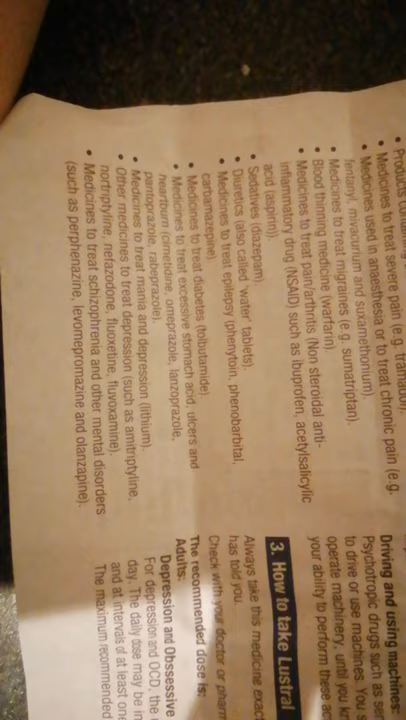 Products containing
• Medicines to treat severe pain (e.g. tramadol).
• Medicines used in anaesthesia or to treat chronic pain (e.g.
fentanyl, mivacurium and suxamethonium).
• Medicines to treat migraines (e.g. sumatriptan).
• Blood thinning medicine (warfarin).
• Medicines to treat pain/arthritis (Non steroidal anti-
inflammatory drug (NSAID) such as ibuprofen, acetylsalicylic
acid (aspirin)).
• Sedatives (diazepam).
• Diuretics (also called 'water' tablets).
• Medicines to treat epilepsy (phenytoin, phenobarbital,
carbamazepine).
• Medicines to treat diabetes (tolbutamide)
• Medicines to treat excessive stomach acid, ulcers and
heartburn (cimetidine, omeprazole, lanzoprazole,
pantoprazole, rabeprazole).
• Medicines to treat mania and depression (lithium).
• Other medicines to treat depression (such as amitriptyline,
nortriptyline, nefazodone, fluoxetine, fluvoxamine).
• Medicines to treat schizophrenia and other mental disorders
(such as perphenazine, levomepromazine and olanzapine).
Driving and using machines:
Psychotropic drugs such as ser
to drive or use machines. You s
operate machinery, until you k
your ability to perform these ac
3. How to take Lustral
Always take this medicine exac
has told you.
Check with your doctor or pharm
The recommended dose is:
Adults:
Depression and Obssessive
For depression and OCD, the
day. The daily dose may be in
and at intervals of at least one
The maximum recommended